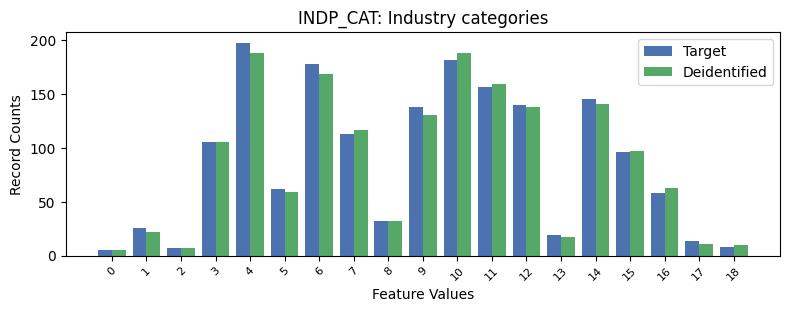 INDP_CAT: Industry categories
Target
Deidentified
Record Counts
200
150
100
50
0
0 1 2 3 4 5 6 7 8 9 10 11 12 13 14 15 16 17 18
Feature Values